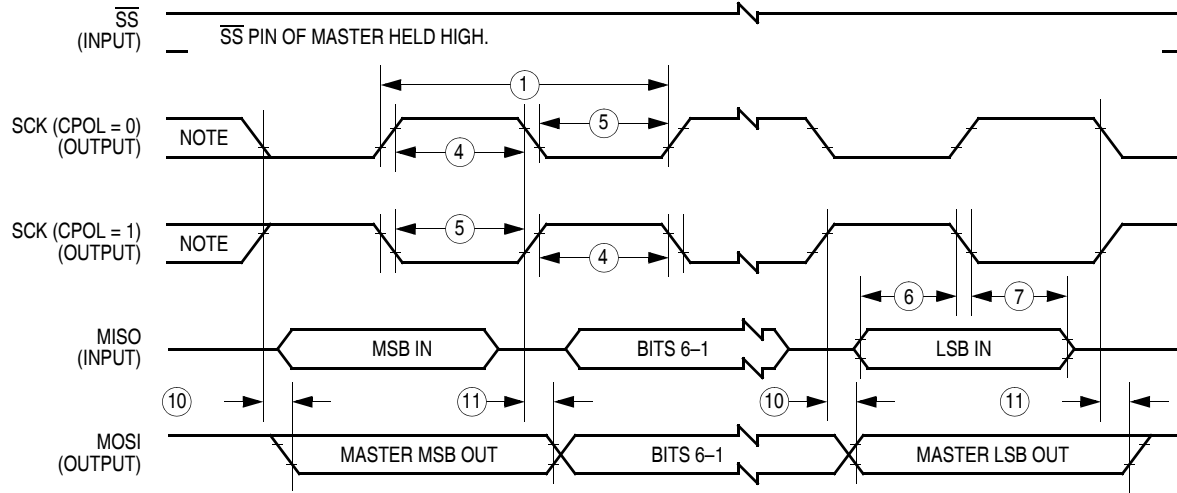 SS
(INPUT)
SS PIN OF MASTER HELD HIGH.
1
SCK (CPOL = 0)
(OUTPUT)
NOTE
5
4
SCK (CPOL = 1)
(OUTPUT)
NOTE
5
4
6
7
MISO
(INPUT)
MSB IN
BITS 6–1
LSB IN
10
11
10
11
MOSI
(OUTPUT)
MASTER MSB OUT
BITS 6–1
MASTER LSB OUT